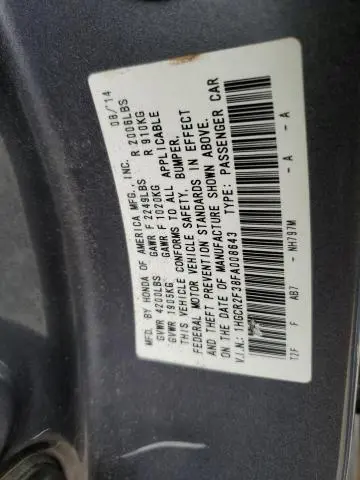 MFD. BY HONDA OF AMERICA MFG., INC. 08/14
GVWR 4200LBS GAWR F 2249LBS R 2006LBS
GVWR 1905KG GAWR F 1020KG R 910KG
THIS VEHICLE CONFORMS TO ALL APPLICABLE
FEDERAL MOTOR VEHICLE SAFETY, BUMPER,
AND THEFT PREVENTION STANDARDS IN EFFECT
ON THE DATE OF MANUFACTURE SHOWN ABOVE.
V.I.N.: 1HGCR2F38FA008643 TYPE: PASSENGER CAR
T2F F AB7 - NH797M - A - A